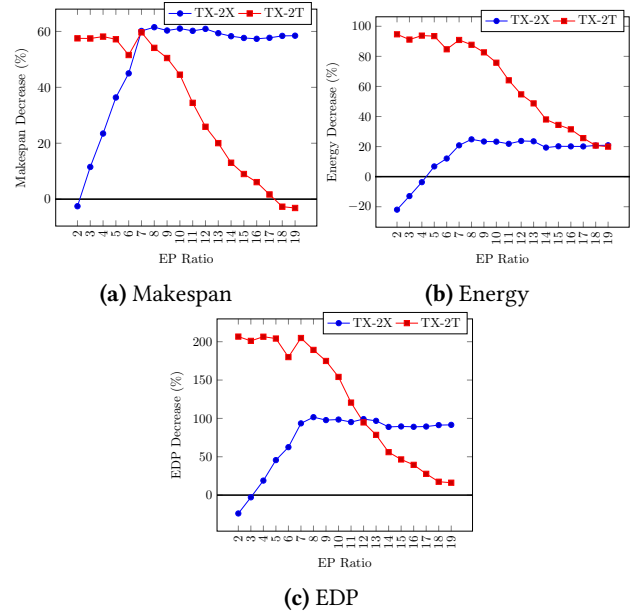 TX-2X TX-2T
60
40
20
0
Makespan Decrease (%)
2 3 4 5 6 7 8 9 10 11 12 13 14 15 16 17 18 19
EP Ratio
(a) Makespan
TX-2X TX-2T
100
80
60
40
20
0
−20
Energy Decrease (%)
2 3 4 5 6 7 8 9 10 11 12 13 14 15 16 17 18 19
EP Ratio
(b) Energy
TX-2X TX-2T
200
150
100
50
0
EDP Decrease (%)
2 3 4 5 6 7 8 9 10 11 12 13 14 15 16 17 18 19
EP Ratio
(c) EDP